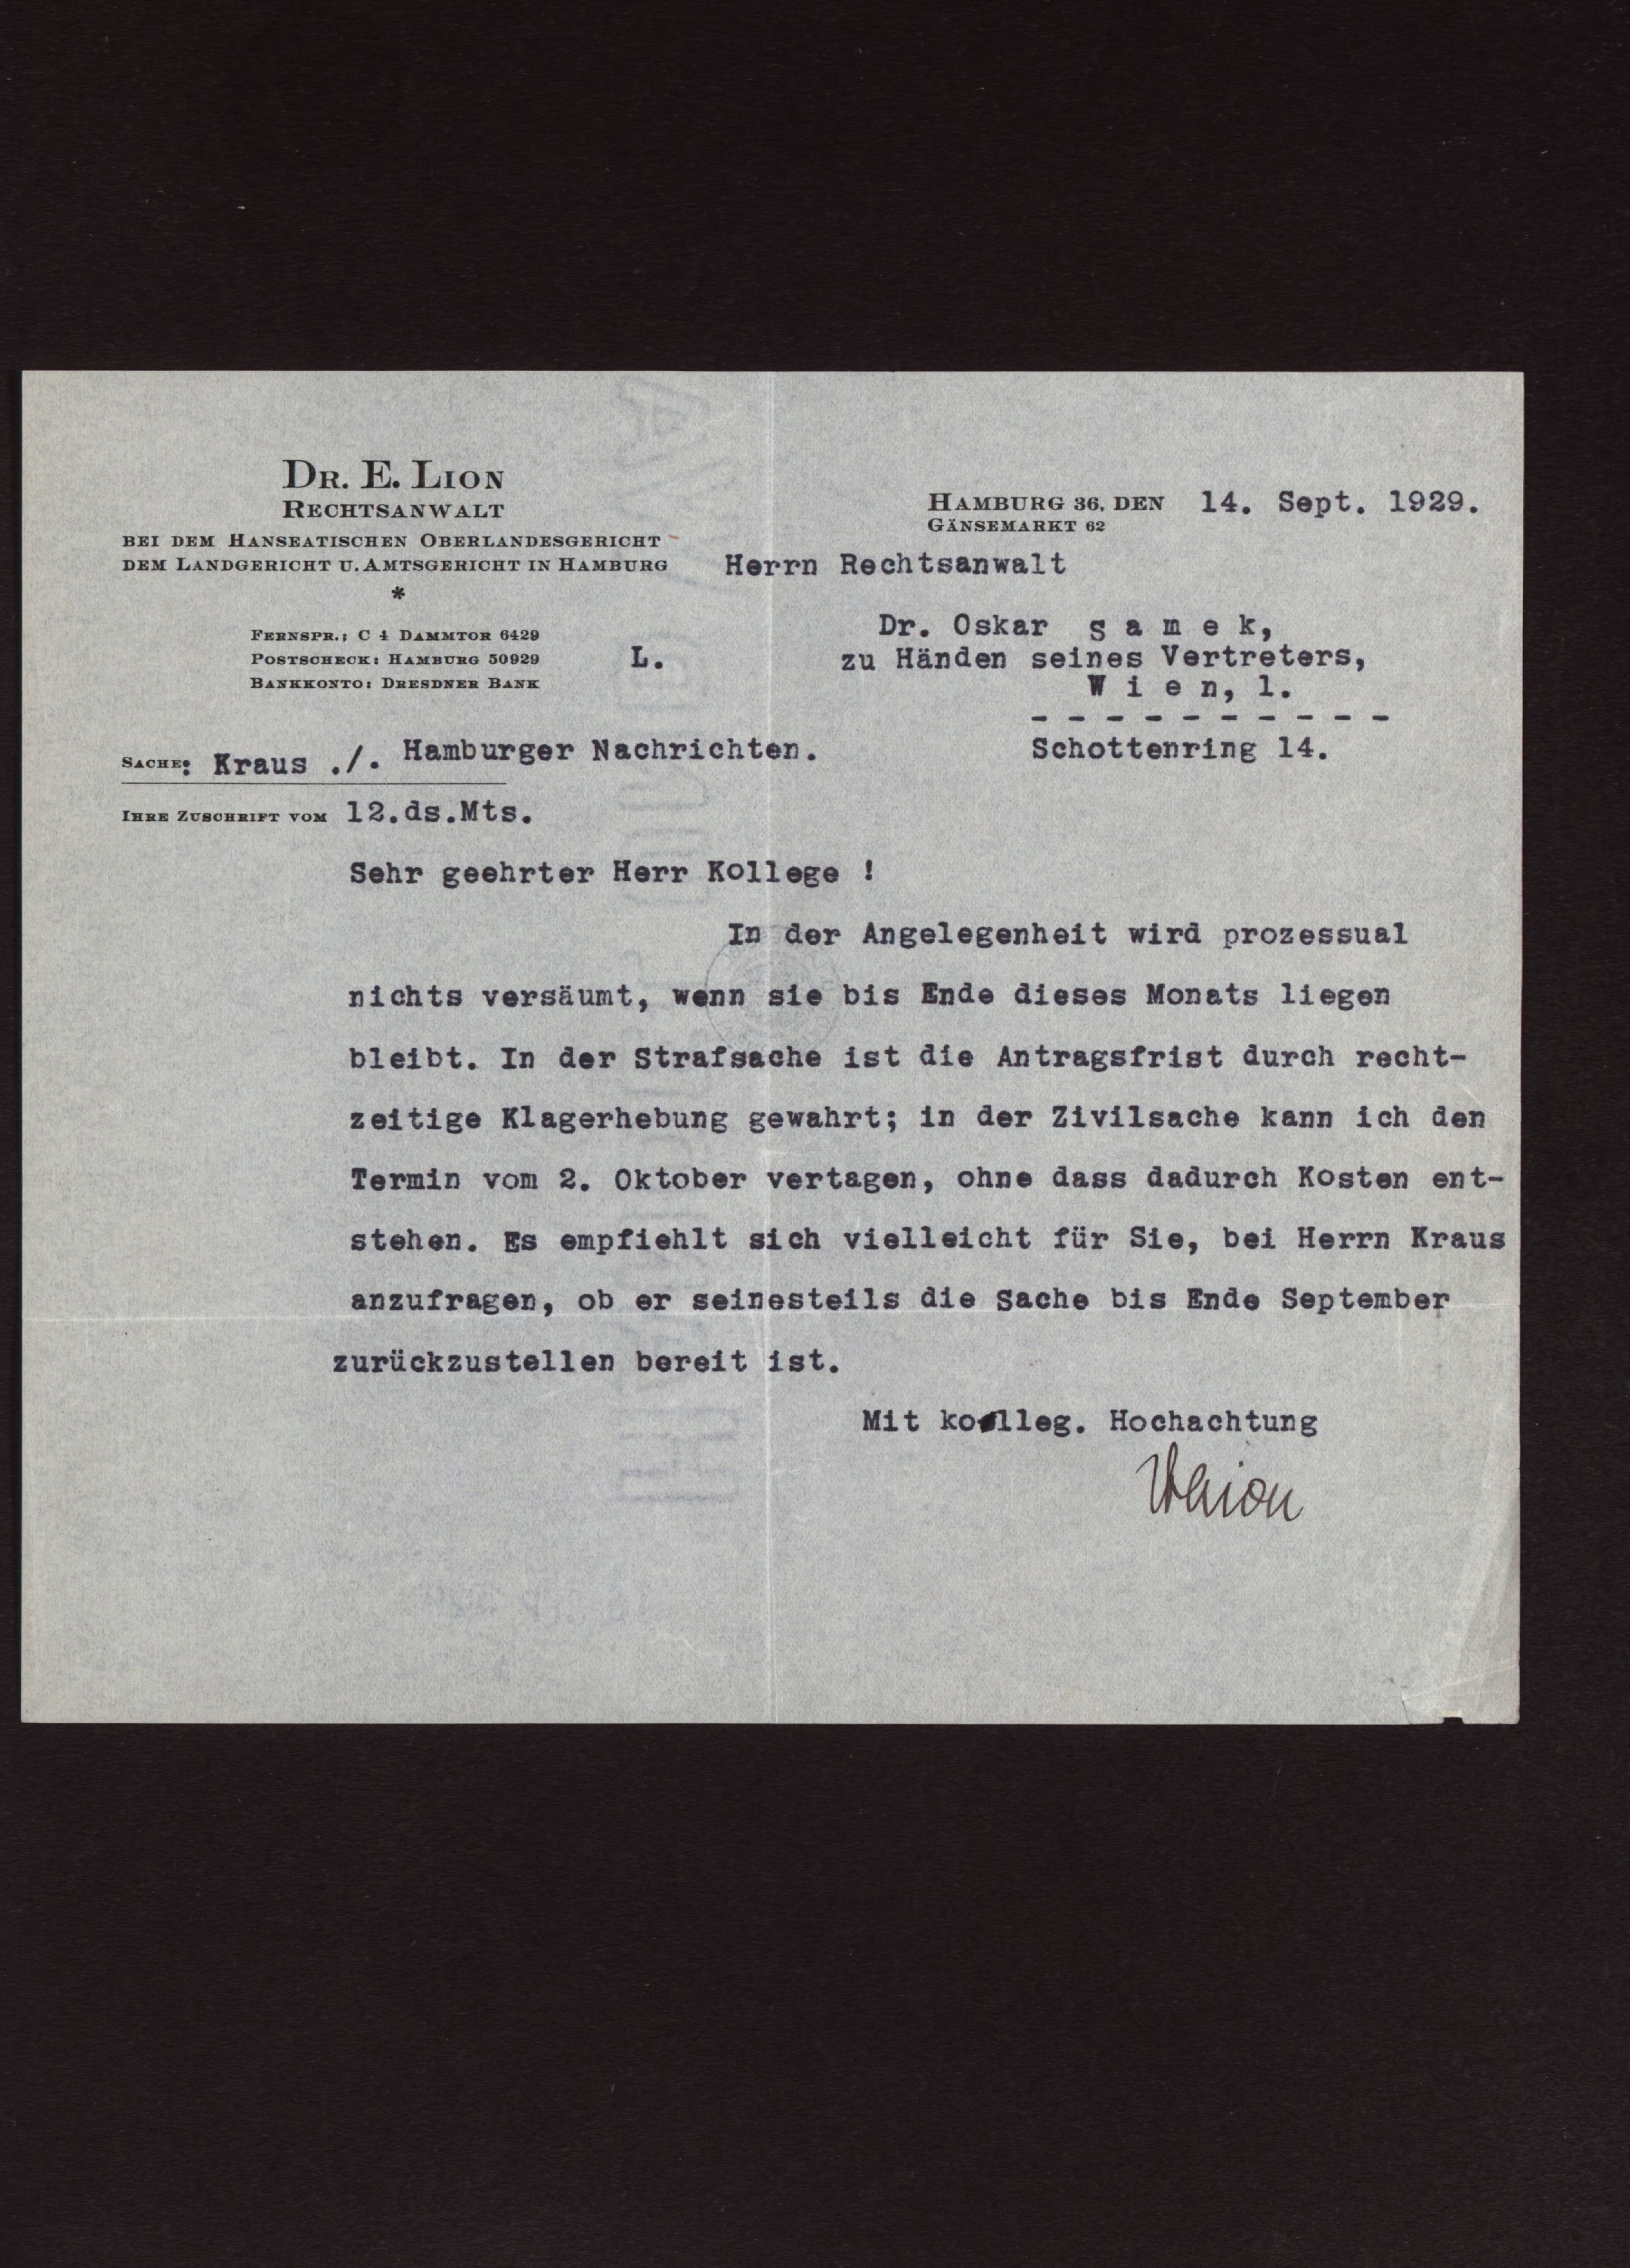 DR. E. LION
RECHTSANWALT
BEI DEM HANSEATISCHEN OBERLANDESGERICHT
DEM LANDGERICHT U. AMTSGERICHT IN HAMBURG
*
FERNSPR.: C 4 DAMMTOR 6429
POSTSCHECK: HAMBURG 50929
BANKKONTO: DRESDNER BANK
L.
HAMBURG 36, DEN 14. Sept. 1929.
GÄNSEMARKT 62
Herrn Rechtsanwalt
Dr. Oskar s a m e k,
zu Händen seines Vertreters,
W i e n, 1.
- - - - - - - - - -
Schottenring 14.
SACHE: Kraus ./. Hamburger Nachrichten.
IHRE ZUSCHRIFT VOM 12.ds.Mts.
Sehr geehrter Herr Kollege !
In der Angelegenheit wird prozessual
nichts versäumt, wenn sie bis Ende dieses Monats liegen
bleibt. In der Strafsache ist die Antragsfrist durch recht-
zeitige Klagerhebung gewahrt; in der Zivilsache kann ich den
Termin vom 2. Oktober vertagen, ohne dass dadurch Kosten ent-
stehen. Es empfiehlt sich vielleicht für Sie, bei Herrn Kraus
anzufragen, ob er seinesteils die Sache bis Ende September
zurückzustellen bereit ist.
Mit kolleg. Hochachtung